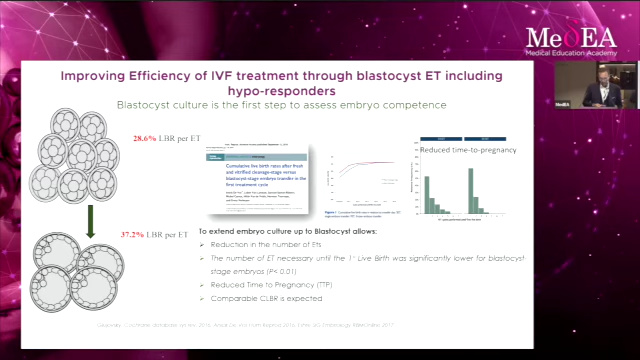 MeδEA
Medical Education Academy
Improving Efficiency of IVF treatment through blastocyst ET including
hypo-responders
Blastocyst culture is the first step to assess embryo competence
28.6% LBR per ET
37.2% LBR per ET
Cumulative live birth rates after fresh
and vitrified cleavage-stage versus
blastocyst-stage embryo transfer in the
first treatment cycle
Reduced time-to-pregnancy
To extend embryo culture up to Blastocyst allows:
➢ Reduction in the number of Ets
➢ The number of ET necessary until the 1st Live Birth was significantly lower for blastocyst-
stage embryos (P< 0.01)
➢ Reduced Time to Pregnancy (TTP)
➢ Comparable CLBR is expected
MedEA